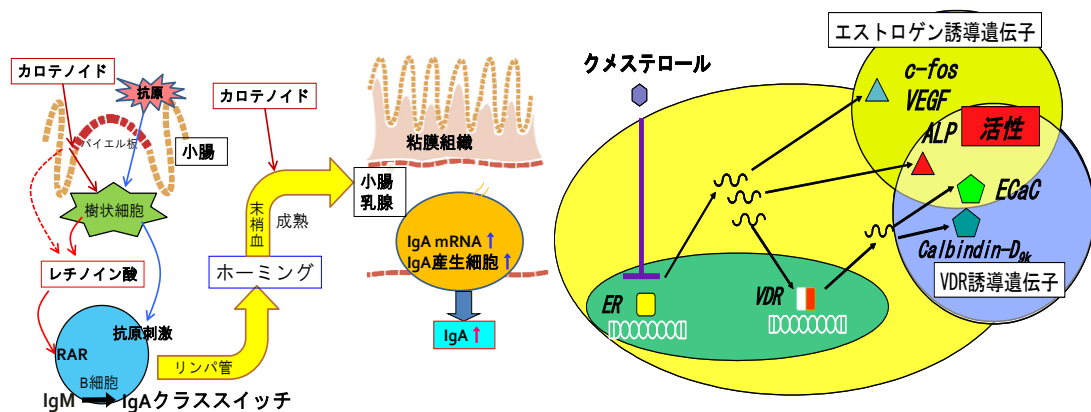 カロテノイド
抗原
パイエル板
小腸
樹状細胞
レチノイン酸
抗原刺激
RAR
B細胞
IgM
IgAクラススイッチ
カロテノイド
末梢血
成熟
ホーミング
リンパ管
粘膜組織
小腸
乳腺
IgA mRNA↑
IgA産生細胞↑
IgA↑
クメステロール
エストロゲン誘導遺伝子
c-fos
VEGF
ALP
活性
ECaC
Calbindin-D9k
VDR誘導遺伝子
ER
VDR